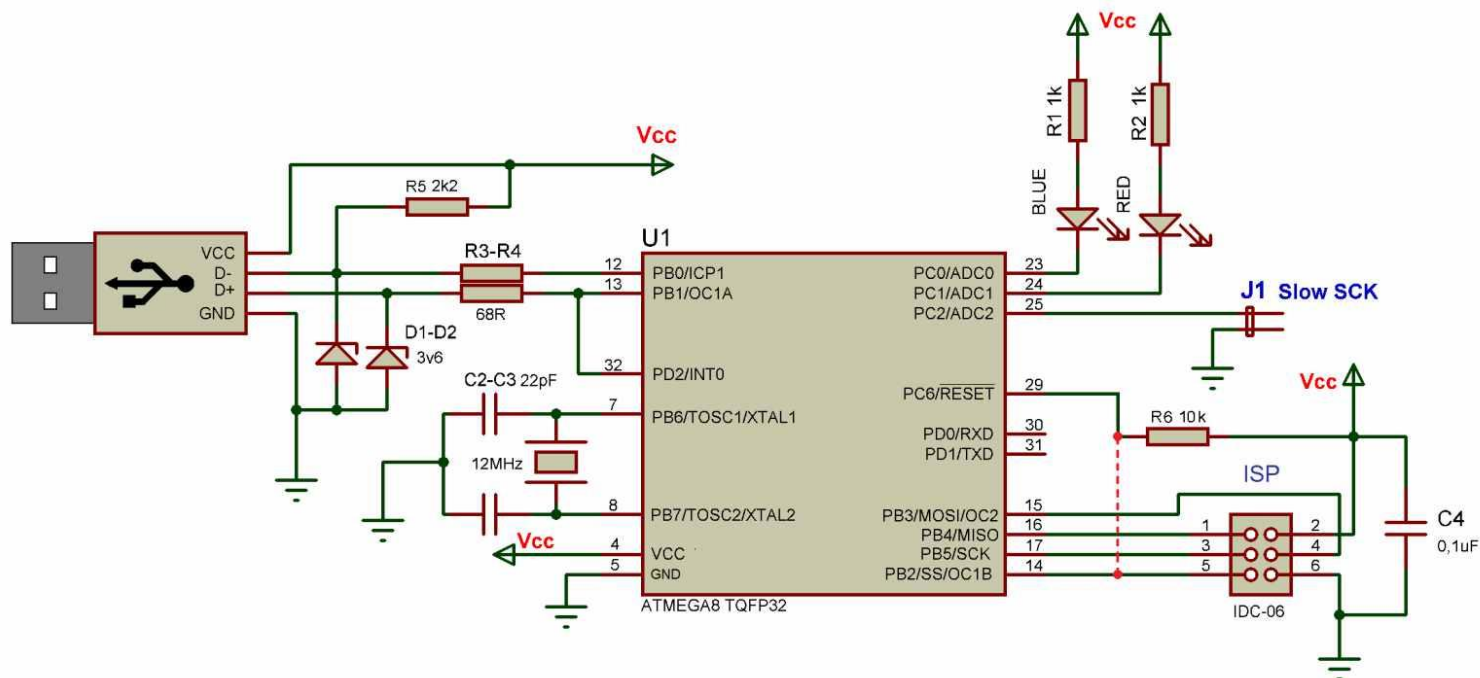 Vcc
R1 1k
R2 1k
BLUE
RED
Vcc
R5 2k2
VCC
D-
D+
GND
R3-R4
68R
D1-D2
3v6
C2-C3 22pF
12MHz
Vcc
U1
12
PB0/ICP1
13
PB1/OC1A
32
PD2/INT0
7
PB6/TOSC1/XTAL1
8
PB7/TOSC2/XTAL2
4
VCC
5
GND
PC0/ADC0
23
PC1/ADC1
24
PC2/ADC2
25
PC6/RESET
29
PD0/RXD
30
PD1/TXD
31
PB3/MOSI/OC2
15
PB4/MISO
16
PB5/SCK
17
PB2/SS/OC1B
14
ATMEGA8 TQFP32
J1 Slow SCK
Vcc
R6 10k
ISP
1
2
3
4
5
6
IDC-06
C4
0,1uF